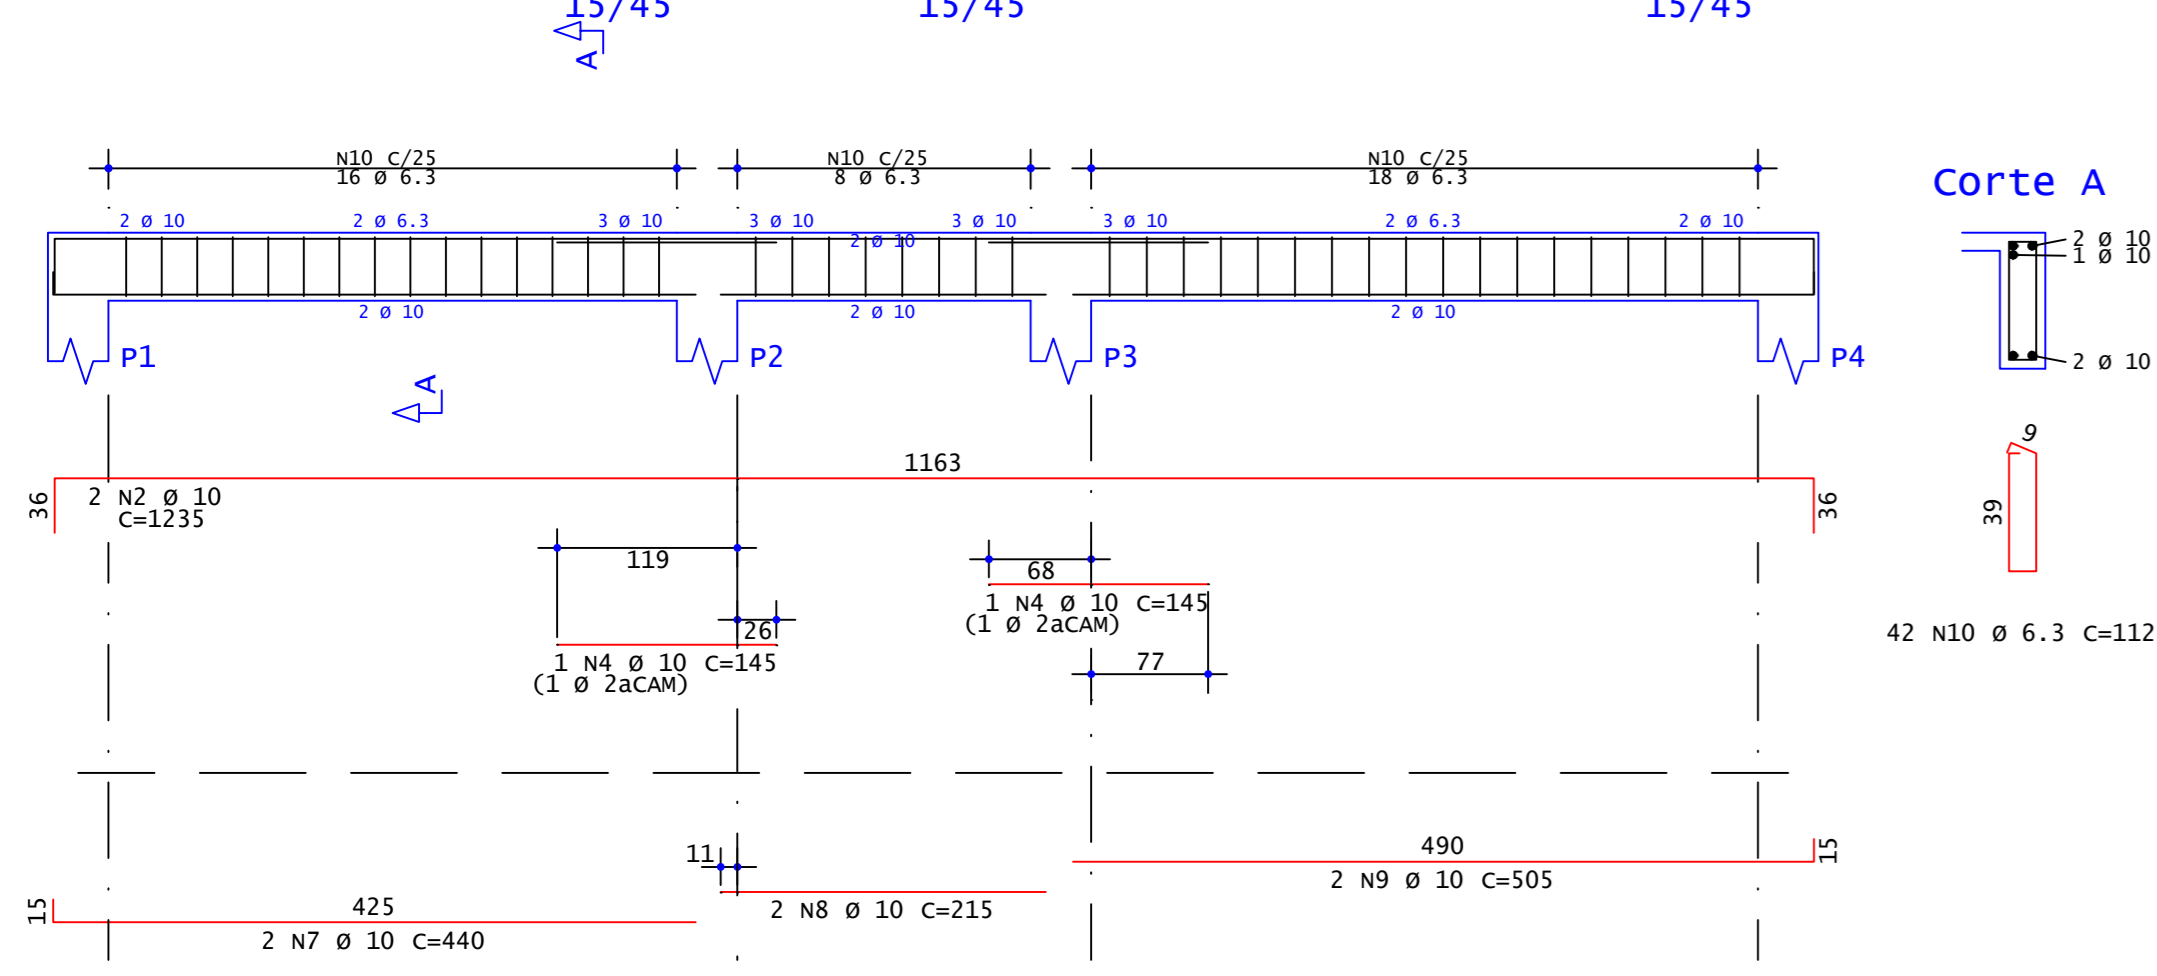 15/45 15/45 15/45
A
N10 C/25 N10 C/25 N10 C/25
16 Ø 6.3 8 Ø 6.3 18 Ø 6.3
Corte A
2 Ø 10 2 Ø 6.3 3 Ø 10 3 Ø 10 3 Ø 10 3 Ø 10 2 Ø 6.3 2 Ø 10
2 Ø 10
2 Ø 10
1 Ø 10
2 Ø 10 2 Ø 10 2 Ø 10
P1 P2 P3 P4
2 Ø 10
A
9
1163
36 2 N2 Ø 10 36
C=1235
39
119
68
1 N4 Ø 10 C=145
(1 Ø 2aCAM)
26
42 N10 Ø 6.3 C=112
1 N4 Ø 10 C=145
(1 Ø 2aCAM)
77
11
490
15
2 N9 Ø 10 C=505
425
15
2 N8 Ø 10 C=215
2 N7 Ø 10 C=440